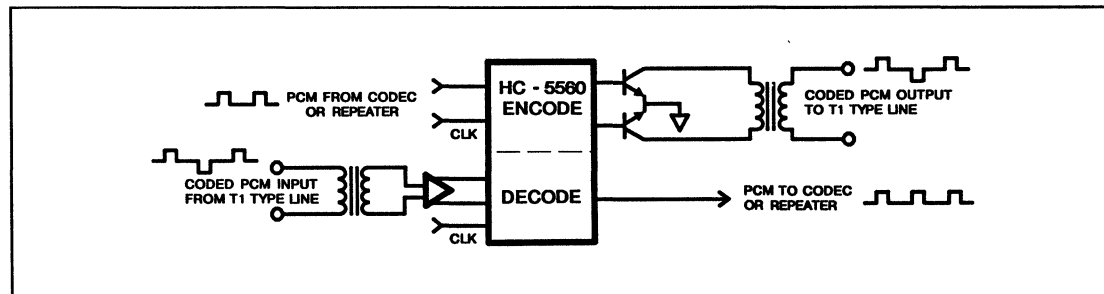 PCM FROM CODEC
OR REPEATER
CLK
CODED PCM INPUT
FROM T1 TYPE LINE
CLK
HC - 5560
ENCODE
DECODE
CODED PCM OUTPUT
TO T1 TYPE LINE
PCM TO CODEC
OR REPEATER